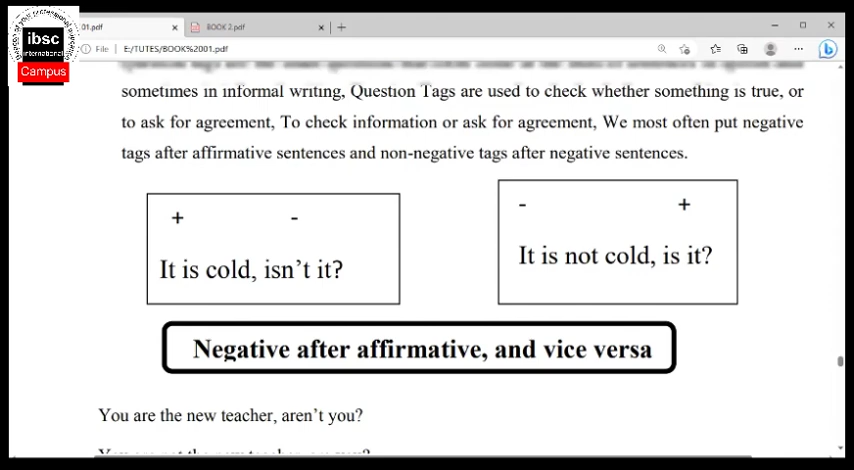 ibsc
international
Campus
01.pdf
BOOK 2.pdf
File | E:/TUTES/BOOK%2001.pdf
sometimes in informal writing, Question Tags are used to check whether something is true, or
to ask for agreement, To check information or ask for agreement, We most often put negative
tags after affirmative sentences and non-negative tags after negative sentences.
+ -
It is cold, isn’t it?
- +
It is not cold, is it?
Negative after affirmative, and vice versa
You are the new teacher, aren’t you?